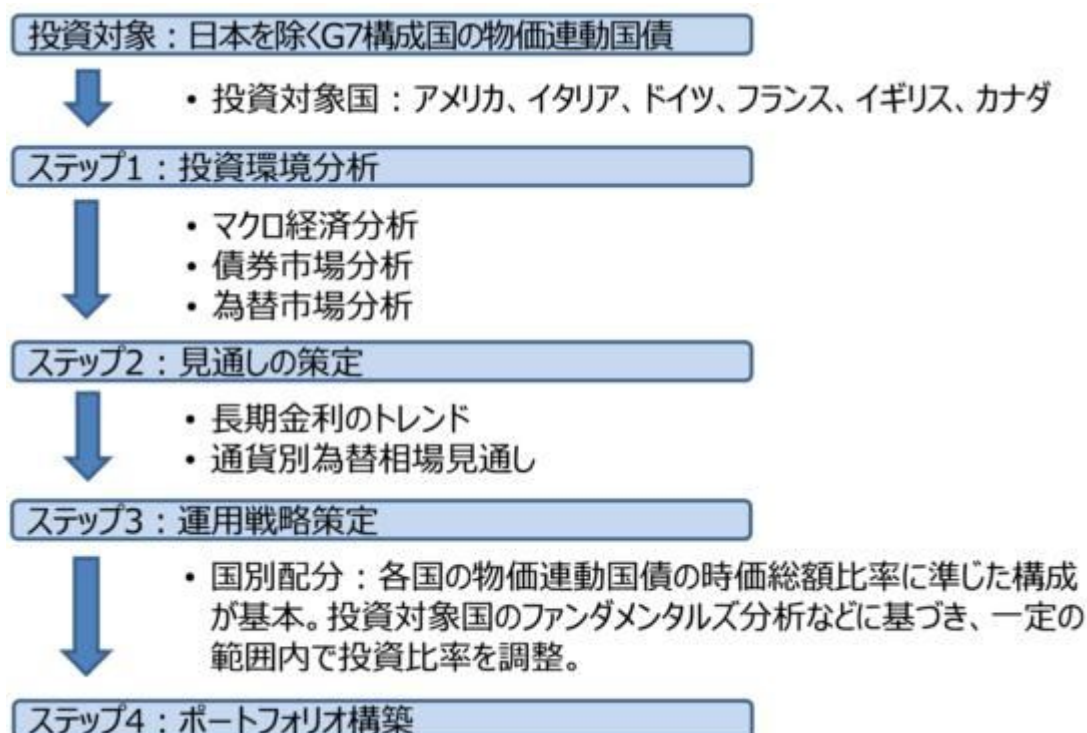 投資対象：日本を除くG7構成国の物価連動国債
• 投資対象国：アメリカ、イタリア、ドイツ、フランス、イギリス、カナダ
ステップ1：投資環境分析
• マクロ経済分析
• 債券市場分析
• 為替市場分析
ステップ2：見通しの策定
• 長期金利のトレンド
• 通貨別為替相場見通し
ステップ3：運用戦略策定
• 国別配分：各国の物価連動国債の時価総額比率に準じた構成
が基本。投資対象国のファンダメンタルズ分析などに基づき、一定の
範囲内で投資比率を調整。
ステップ4：ポートフォリオ構築